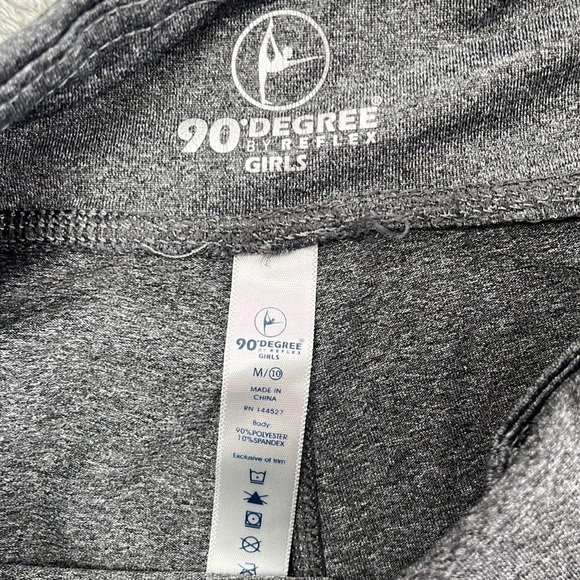 90° DEGREE®
BY REFLEX
GIRLS
90° DEGREE®
BY REFLEX
GIRLS
M/10
MADE IN
CHINA
RN 144527
Body:
90%POLYESTER
10%SPANDEX
Exclusive of trim